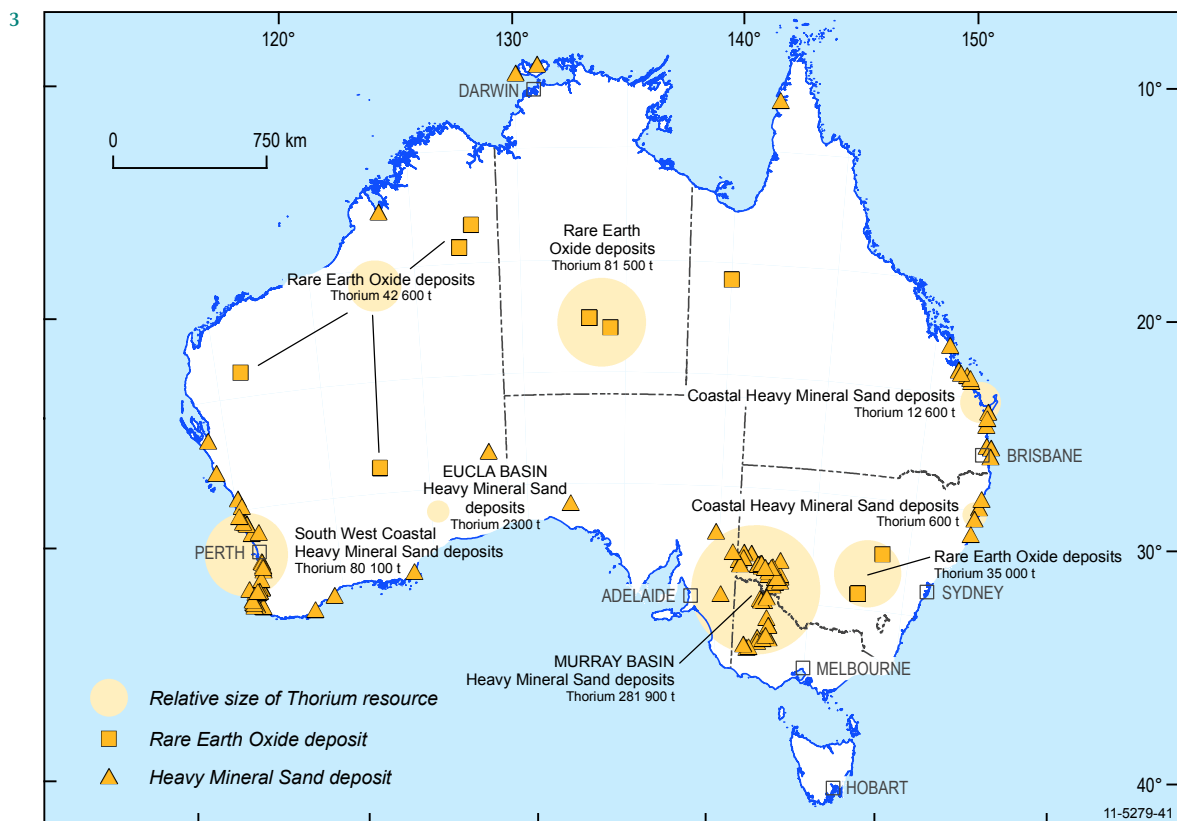 3
120°
130°
140°
150°
DARWIN
10°
0
750 km
Rare Earth
Oxide deposits
Thorium 81 500 t
Rare Earth Oxide deposits
Thorium 42 600 t
20°
Coastal Heavy Mineral Sand deposits
Thorium 12 600 t
BRISBANE
EUCLA BASIN
Heavy Mineral Sand
deposits
Thorium 2300 t
Coastal Heavy Mineral Sand deposits
Thorium 600 t
South West Coastal
Heavy Mineral Sand deposits
Thorium 80 100 t
PERTH
30°
Rare Earth Oxide deposits
Thorium 35 000 t
ADELAIDE
SYDNEY
MURRAY BASIN
Heavy Mineral Sand deposits
Thorium 281 900 t
MELBOURNE
Relative size of Thorium resource
Rare Earth Oxide deposit
Heavy Mineral Sand deposit
HOBART
40°
11-5279-41